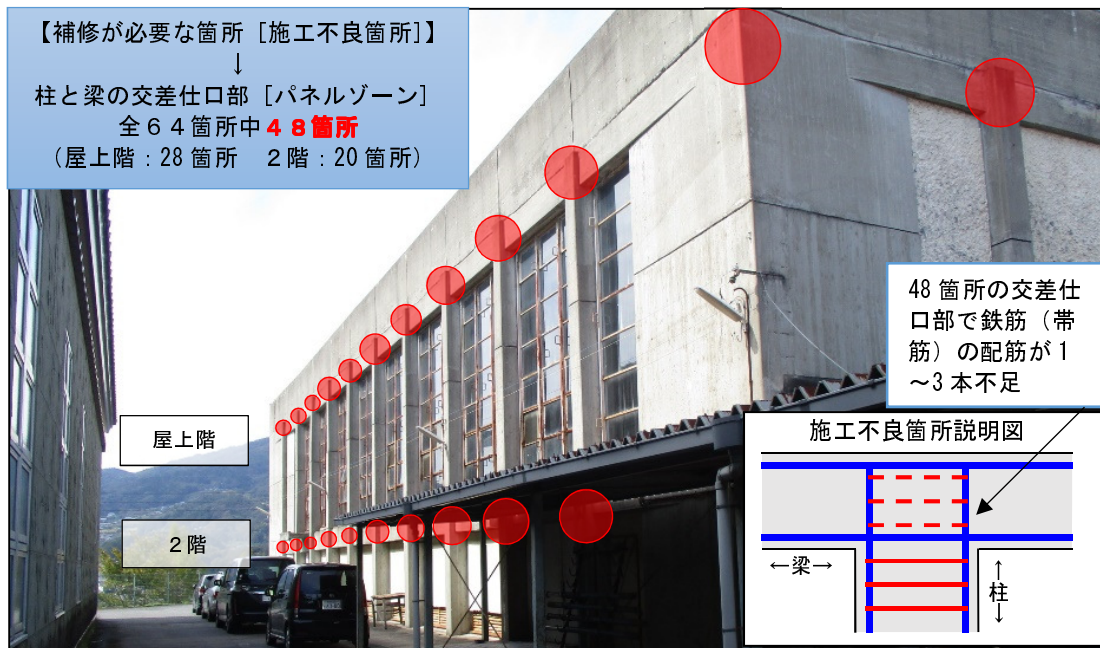 【補修が必要な箇所［施工不良箇所］】
↓
柱と梁の交差仕口部［パネルゾーン］
全６４箇所中４８箇所
（屋上階：28 箇所　２階：20 箇所）
48 箇所の交差仕
口部で鉄筋（帯
筋）の配筋が１
～3 本不足
屋上階
２階
施工不良箇所説明図
←梁→
←柱→